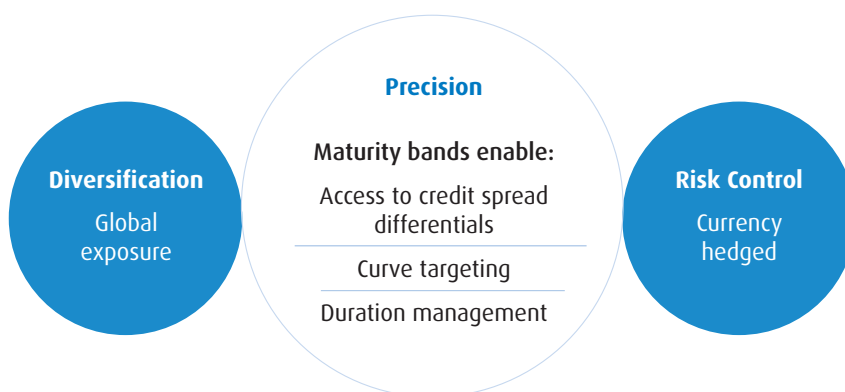 Diversification
Global
exposure
Precision
Maturity bands enable:
Access to credit spread
differentials
Curve targeting
Duration management
Risk Control
Currency
hedged